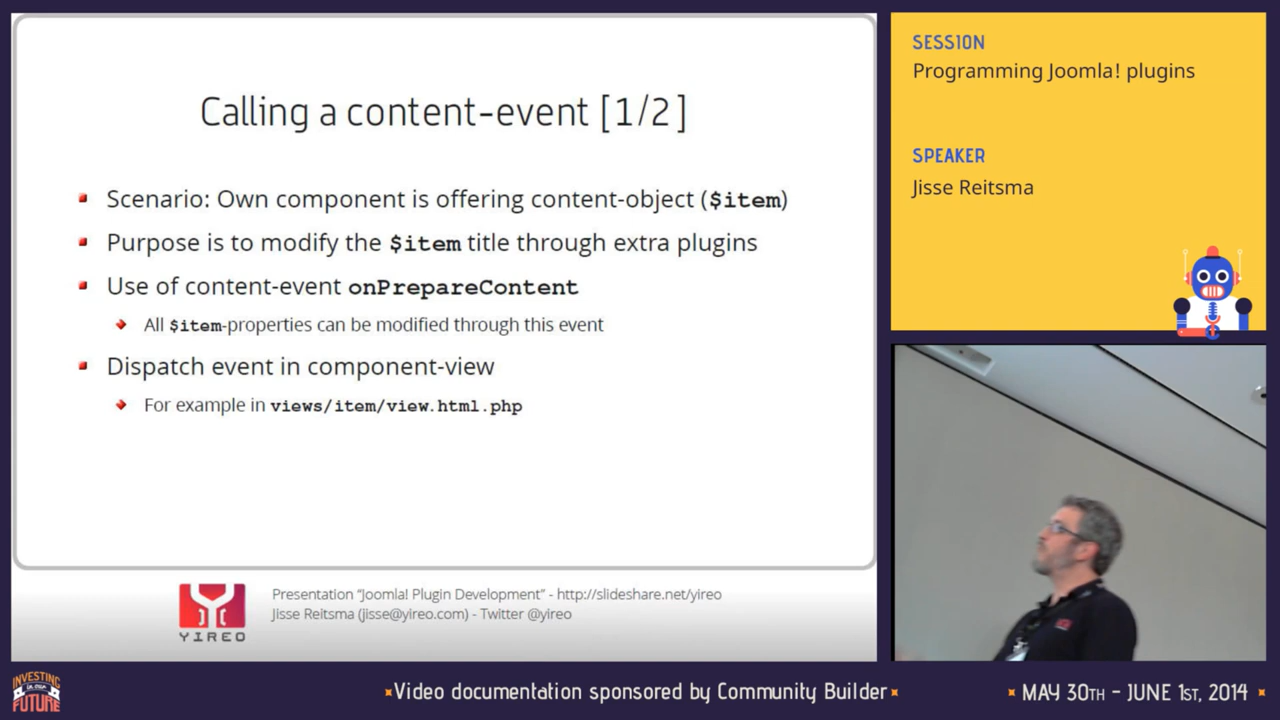 Calling a content-event [1/2]
Scenario: Own component is offering content-object ($item)
Purpose is to modify the $item title through extra plugins
Use of content-event onPrepareContent
All $item-properties can be modified through this event
Dispatch event in component-view
For example in views/item/view.html.php
YIREO
Presentation “Joomla! Plugin Development” - http://slideshare.net/yireo
Jisse Reitsma (jisse@yireo.com) - Twitter @yireo
SESSION
Programming Joomla! plugins
SPEAKER
Jisse Reitsma
INVESTING
IN OUR
FUTURE
Video documentation sponsored by Community Builder
MAY 30TH - JUNE 1ST, 2014